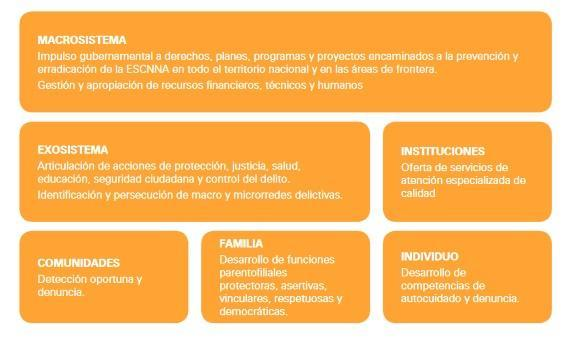 MACROSISTEMA
Impulso gubernamental a derechos, planes, programas y proyectos encaminados a la prevención y
erradicación de la ESCNNA en todo el territorio nacional y en las áreas de frontera.
Gestión y apropiación de recursos financieros, técnicos y humanos
EXOSISTEMA
Articulación de acciones de protección, justicia, salud,
educación, seguridad ciudadana y control del delito.
Identificación y persecución de macro y microrredes delictivas.
INSTITUCIONES
Oferta de servicios de
atención especializada de
calidad
COMUNIDADES
Detección oportuna y
denuncia.
FAMILIA
Desarrollo de funciones
parentofiliales
protectoras, asertivas,
vinculares, respetuosas y
democráticas.
INDIVIDUO
Desarrollo de
competencias de
autocuidado y denuncia.